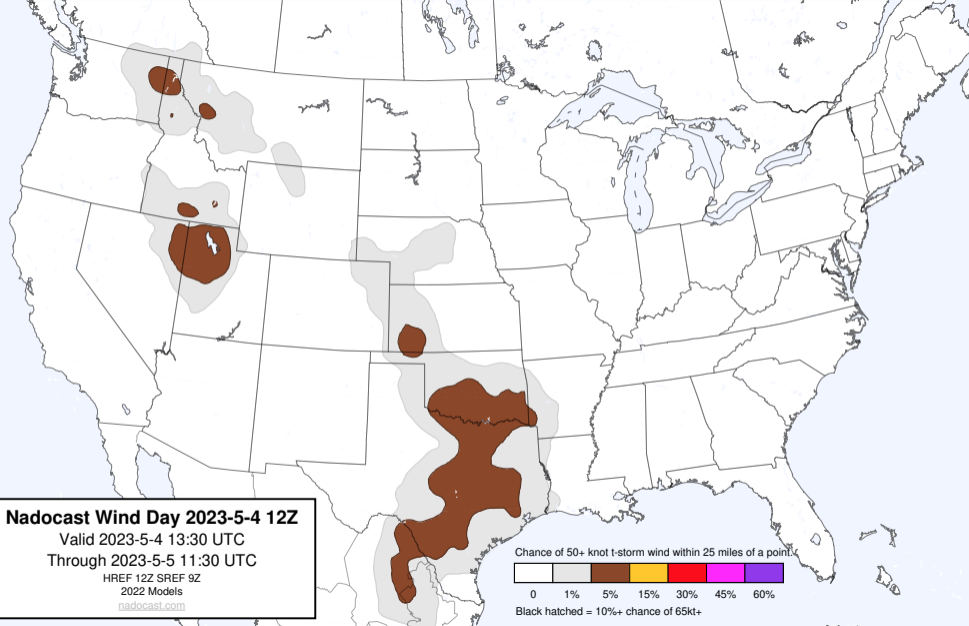 Nadocast Wind Day 2023-5-4 12Z
Valid 2023-5-4 13:30 UTC
Through 2023-5-5 11:30 UTC
HREF 12Z SREF 9Z
2022 Models
nadocast.com
Chance of 50+ knot t-storm wind within 25 miles of a point.
0 1% 5% 15% 30% 45% 60%
Black hatched = 10%+ chance of 65kt+